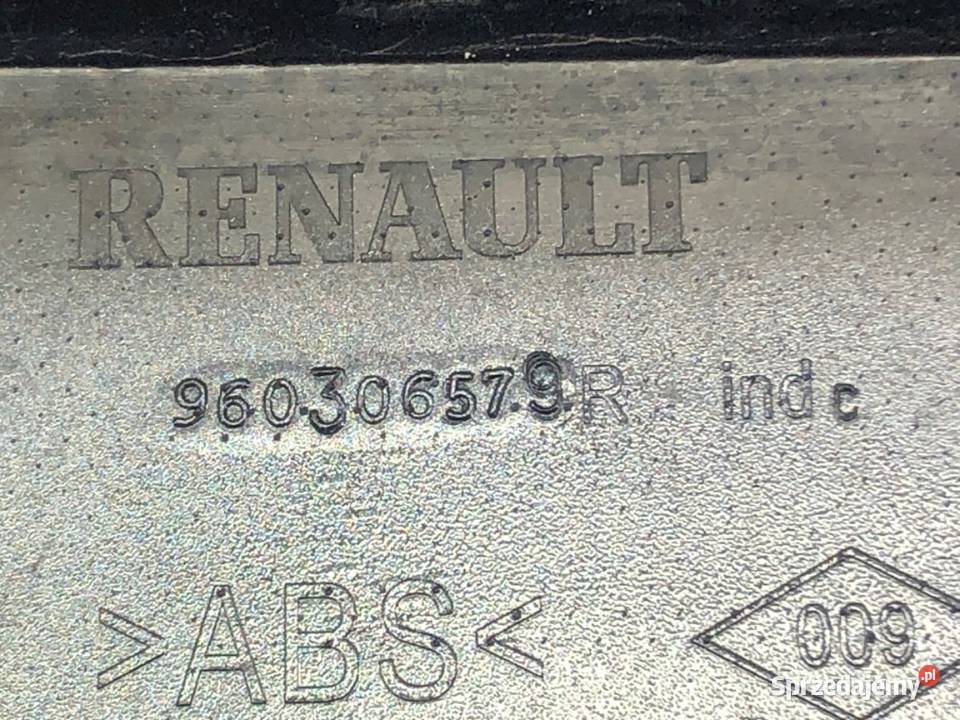 RENAULT
960306579R indc
>ABS<
009
Sprzedajemy.pl